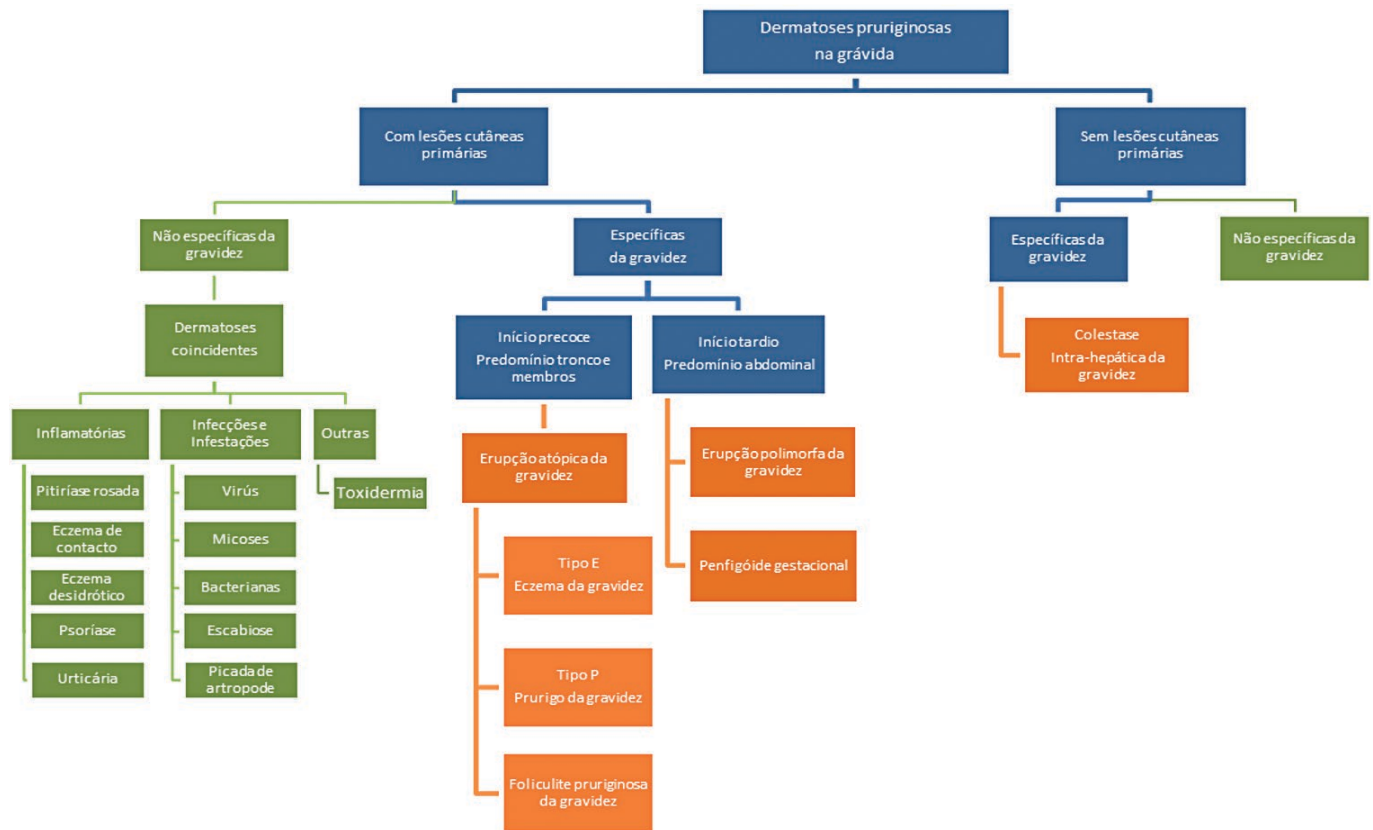 Dermatoses pruriginosas
na grávida
Com lesões cutâneas
primárias
Sem lesões cutâneas
primárias
Não específicas da
gravidez
Específicas
da gravidez
Específicas da
gravidez
Não específicas da
gravidez
Dermatoses
coincidentes
Início precoce
Predomínio tronco e
membros
Início tardio
Predomínio abdominal
Colestase
Intra-hepática da
gravidez
Inflamatórias
Infecções e
Infestações
Outras
Erupção atópica da
gravidez
Erupção polimorfa da
gravidez
Pitiríase rosada
Virús
Toxidermia
Eczema de
contacto
Micoses
Tipo E
Eczema da gravidez
Penfigóide gestacional
Eczema
desidrótico
Bacterianas
Psoríase
Escabiose
Urticária
Picada de
artropode
Tipo P
Prurigo da gravidez
Foliculite pruriginosa
da gravidez